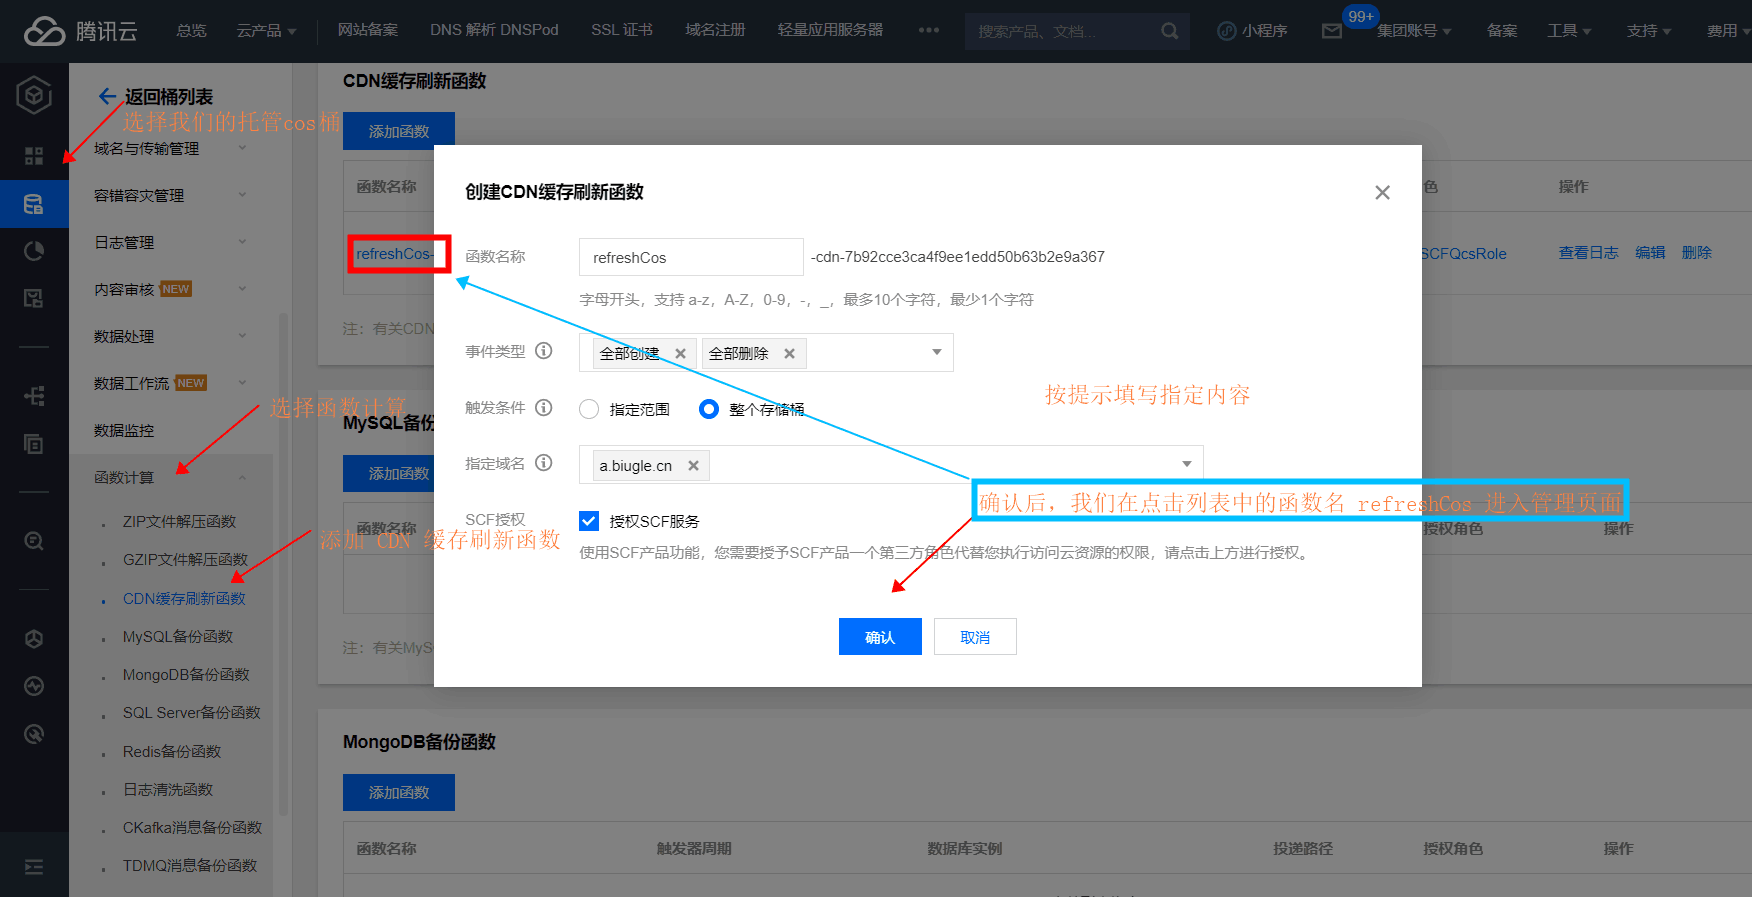 腾讯云 总览 云产品 网站备案 DNS 解析 DNSPod SSL 证书 域名注册 轻量应用服务器 ••• 搜索产品、文档... 小程序 99+ 集团账号 备案 工具 支持 费用
返回桶列表
选择我们的托管cos桶
域名与传输管理
容错容灾管理
日志管理
内容审核 NEW
数据处理
数据工作流 NEW
选择函数计算
数据监控
函数计算
ZIP文件解压函数
添加 CDN 缓存刷新函数
GZIP文件解压函数
CDN缓存刷新函数
MySQL备份函数
MongoDB备份函数
SQL Server备份函数
Redis备份函数
日志清洗函数
CKafka消息备份函数
TDMQ消息备份函数
CDN缓存刷新函数
添加函数
函数名称 色 操作
refreshCos- SCFQcsRole 查看日志 编辑 删除
注：有关CDN
创建CDN缓存刷新函数
函数名称 refreshCos -cdn-7b92cce3ca4f9ee1edd50b63b2e9a367
字母开头，支持 a-z，A-Z，0-9，-，_，最多10个字符，最少1个字符
事件类型 全部创建 全部删除
按提示填写指定内容
触发条件 指定范围 整个存储桶
指定域名 a.biugle.cn
确认后，我们在点击列表中的函数名 refreshCos 进入管理页面
SCF授权 授权SCF服务
使用SCF产品功能，您需要授予SCF产品一个第三方角色代替您执行访问云资源的权限，请点击上方进行授权。
确认 取消
MySQL备份
添加函数
函数名称 授权角色 操作
注：有关MyS
MongoDB备份函数
添加函数
函数名称 触发器周期 数据库实例 投递路径 授权角色 操作